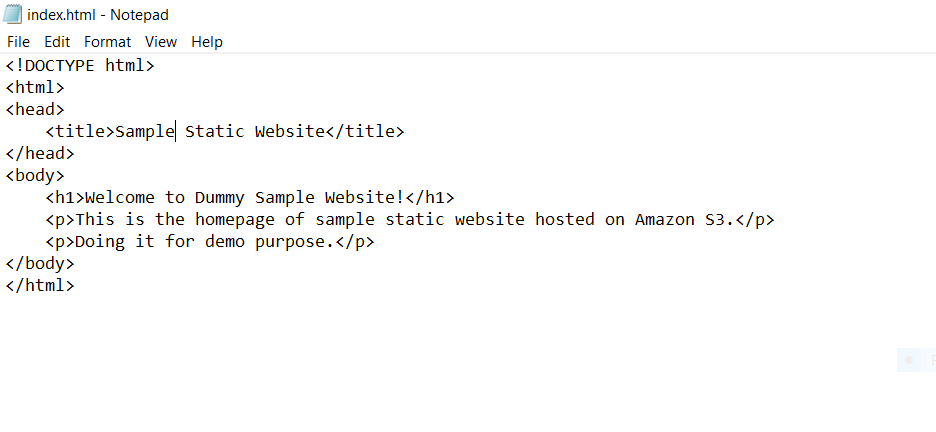 index.html - Notepad
File Edit Format View Help
<!DOCTYPE html>
<html>
<head>
    <title>Sample Static Website</title>
</head>
<body>
    <h1>Welcome to Dummy Sample Website!</h1>
    <p>This is the homepage of sample static website hosted on Amazon S3.</p>
    <p>Doing it for demo purpose.</p>
</body>
</html>